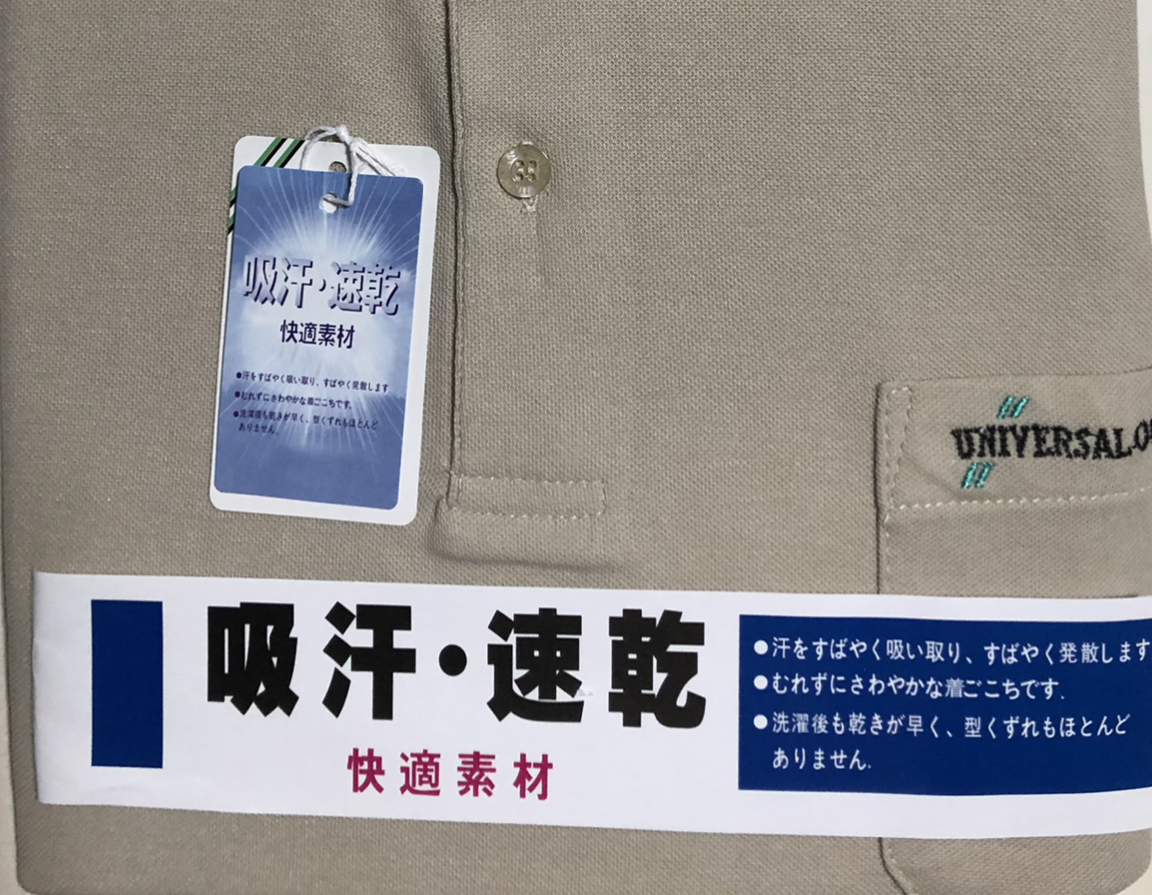 吸汗・速乾
快適素材
●汗をすばやく吸い取り、すばやく発散します
●むれずにさわやかな着ごこちです。
●洗濯後も乾きが早く、型くずれもほとんど
ありません。
UNIVERSAL.O
吸汗・速乾
快適素材
●汗をすばやく吸い取り、すばやく発散します
●むれずにさわやかな着ごこちです.
●洗濯後も乾きが早く、型くずれもほとんど
ありません.